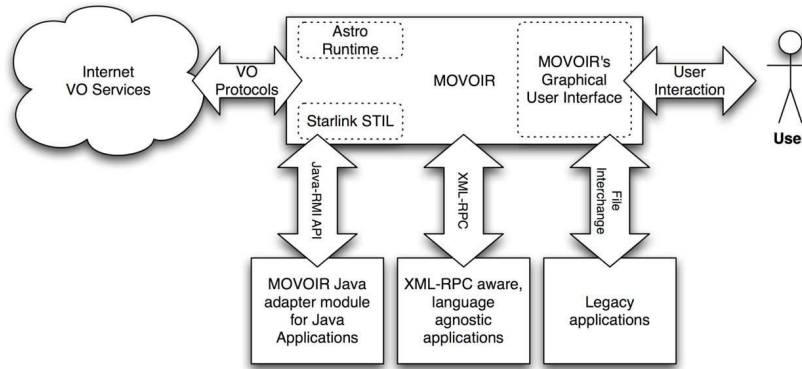 Internet
VO Services
VO
Protocols
Astro
Runtime
MOVOIR
Starlink STIL
MOVOIR's
Graphical
User Interface
User
Interaction
Java-RMI API
XML-RPC
File
Interchange
MOVOIR Java
adapter module
for Java
Applications
XML-RPC aware,
language
agnostic
applications
Legacy
applications